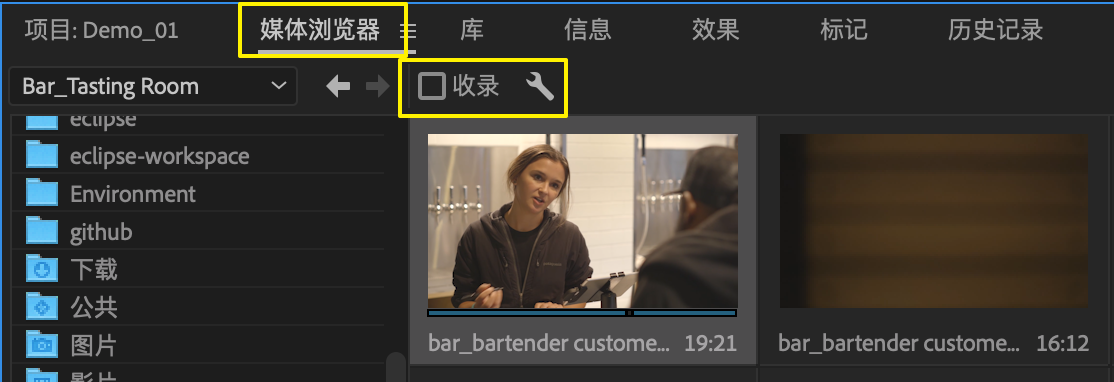 项目: Demo_01 媒体浏览器 库 信息 效果 标记 历史记录
Bar_Tasting Room 收录
eclipse
eclipse-workspace
Environment
github
下载
公共
图片
影片
bar_bartender custome... 19:21
bar_bartender custome... 16:12